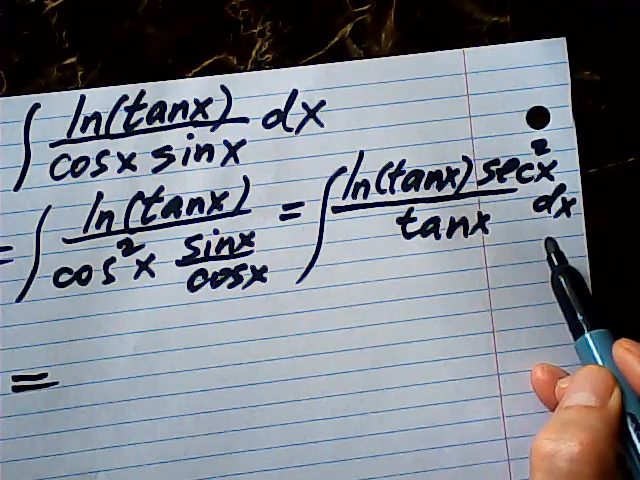 ∫ ln(tanx) / cosx sinx dx
= ∫ ln(tanx) / cos²x sinx/cosx = ∫ ln(tanx) sec²x / tanx dx
=